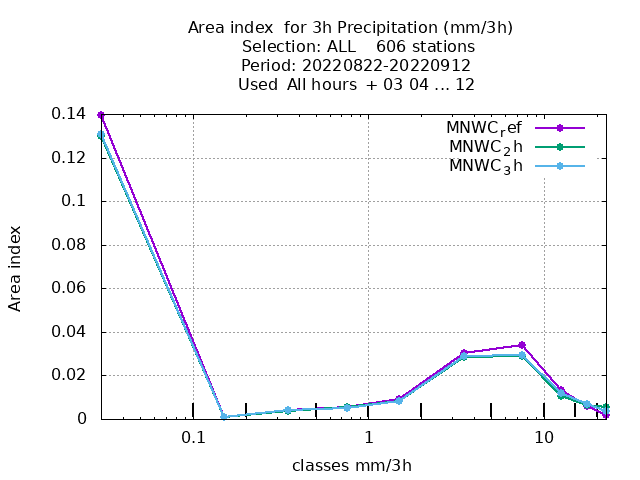 Area index  for 3h Precipitation (mm/3h)
Selection: ALL    606 stations
Period: 20220822-20220912
Used  All hours  + 03 04 ... 12
MNWC_ref
MNWC_2h
MNWC_3h
0.14
0.12
0.1
0.08
0.06
0.04
0.02
0
Area index
0.1
1
10
classes mm/3h